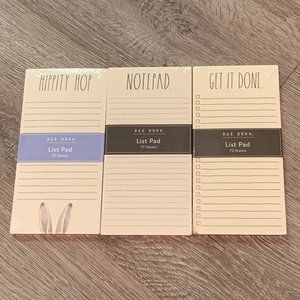 HIPPITY HOP.
RAE DUNN.
List Pad
70 Sheets
NOTEPAD.
RAE DUNN.
List Pad
70 Sheets
GET IT DONE.
RAE DUNN.
List Pad
70 Sheets